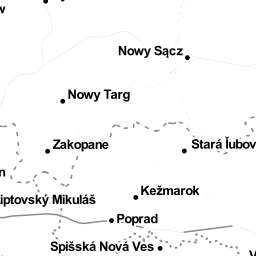 Nowy Sącz
Nowy Targ
Zakopane
Stará Ľubov
Kežmarok
iptovský Mikuláš
Poprad
Spišská Nová Ves